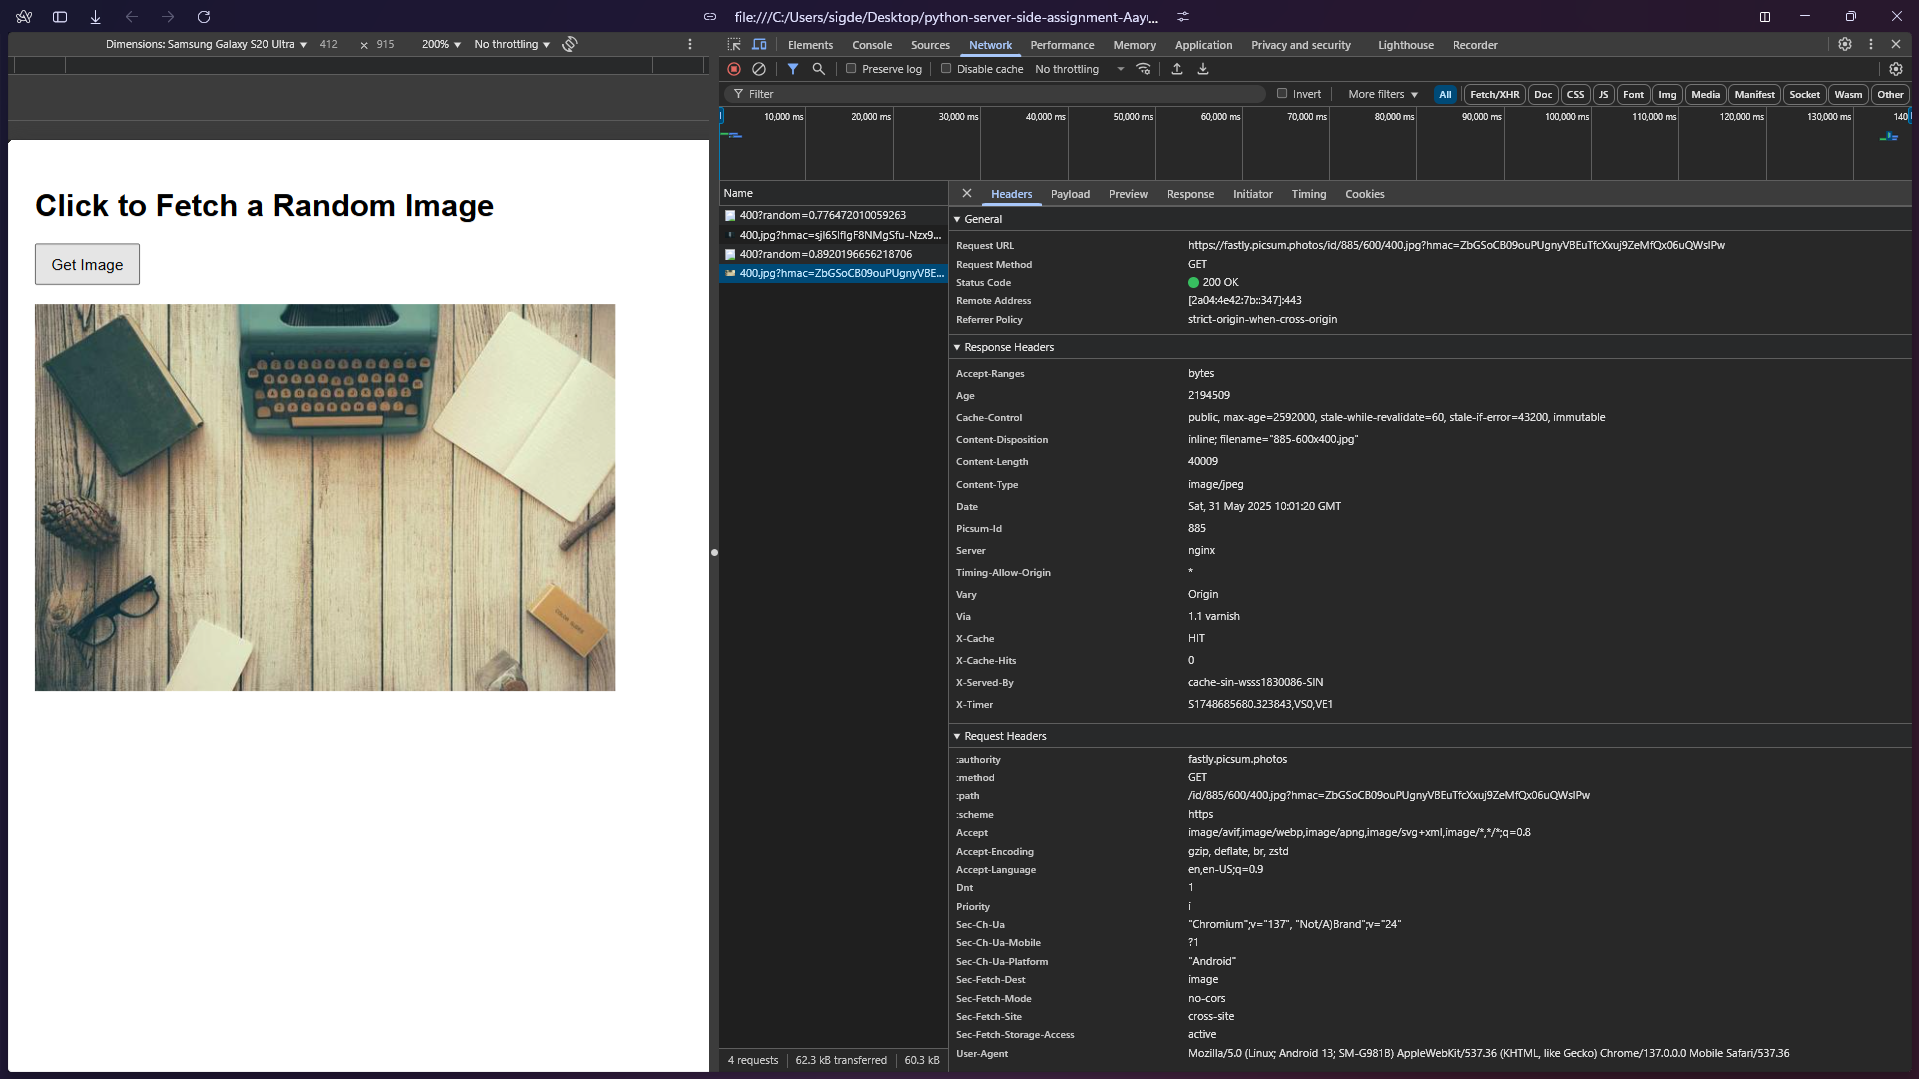 file:///C:/Users/sigde/Desktop/python-server-side-assignment-Aayu...
Dimensions: Samsung Galaxy S20 Ultra 412 × 915 200% No throttling
Elements Console Sources Network Performance Memory Application Privacy and security Lighthouse Recorder
Preserve log Disable cache No throttling
Filter Invert More filters All Fetch/XHR Doc CSS JS Font Img Media Manifest Socket Wasm Other
10,000 ms 20,000 ms 30,000 ms 40,000 ms 50,000 ms 60,000 ms 70,000 ms 80,000 ms 90,000 ms 100,000 ms 110,000 ms 120,000 ms 130,000 ms 140
Click to Fetch a Random Image
Get Image
Name
400?random=0.776472010059263
400.jpg?hmac=sjI6SlfIgF8NMgSfu-Nzx9...
400?random=0.8920196656218706
400.jpg?hmac=ZbGSoCB09ouPUgnyVBE...
4 requests 62.3 kB transferred 60.3 kB
Headers Payload Preview Response Initiator Timing Cookies
General
Request URL https://fastly.picsum.photos/id/885/600/400.jpg?hmac=ZbGSoCB09ouPUgnyVBEuTfcXxuj9ZeMfQx06uQWsIPw
Request Method GET
Status Code 200 OK
Remote Address [2a04:4e42:7b::347]:443
Referrer Policy strict-origin-when-cross-origin
Response Headers
Accept-Ranges bytes
Age 2194509
Cache-Control public, max-age=2592000, stale-while-revalidate=60, stale-if-error=43200, immutable
Content-Disposition inline; filename="885-600x400.jpg"
Content-Length 40009
Content-Type image/jpeg
Date Sat, 31 May 2025 10:01:20 GMT
Picsum-Id 885
Server nginx
Timing-Allow-Origin *
Vary Origin
Via 1.1 varnish
X-Cache HIT
X-Cache-Hits 0
X-Served-By cache-sin-wsss1830086-SIN
X-Timer S1748685680.323843,VS0,VE1
Request Headers
:authority fastly.picsum.photos
:method GET
:path /id/885/600/400.jpg?hmac=ZbGSoCB09ouPUgnyVBEuTfcXxuj9ZeMfQx06uQWsIPw
:scheme https
Accept image/avif,image/webp,image/apng,image/svg+xml,image/*,*/*;q=0.8
Accept-Encoding gzip, deflate, br, zstd
Accept-Language en,en-US;q=0.9
Dnt 1
Priority i
Sec-Ch-Ua "Chromium";v="137", "Not/A)Brand";v="24"
Sec-Ch-Ua-Mobile ?1
Sec-Ch-Ua-Platform "Android"
Sec-Fetch-Dest image
Sec-Fetch-Mode no-cors
Sec-Fetch-Site cross-site
Sec-Fetch-Storage-Access active
User-Agent Mozilla/5.0 (Linux; Android 13; SM-G981B) AppleWebKit/537.36 (KHTML, like Gecko) Chrome/137.0.0.0 Mobile Safari/537.36